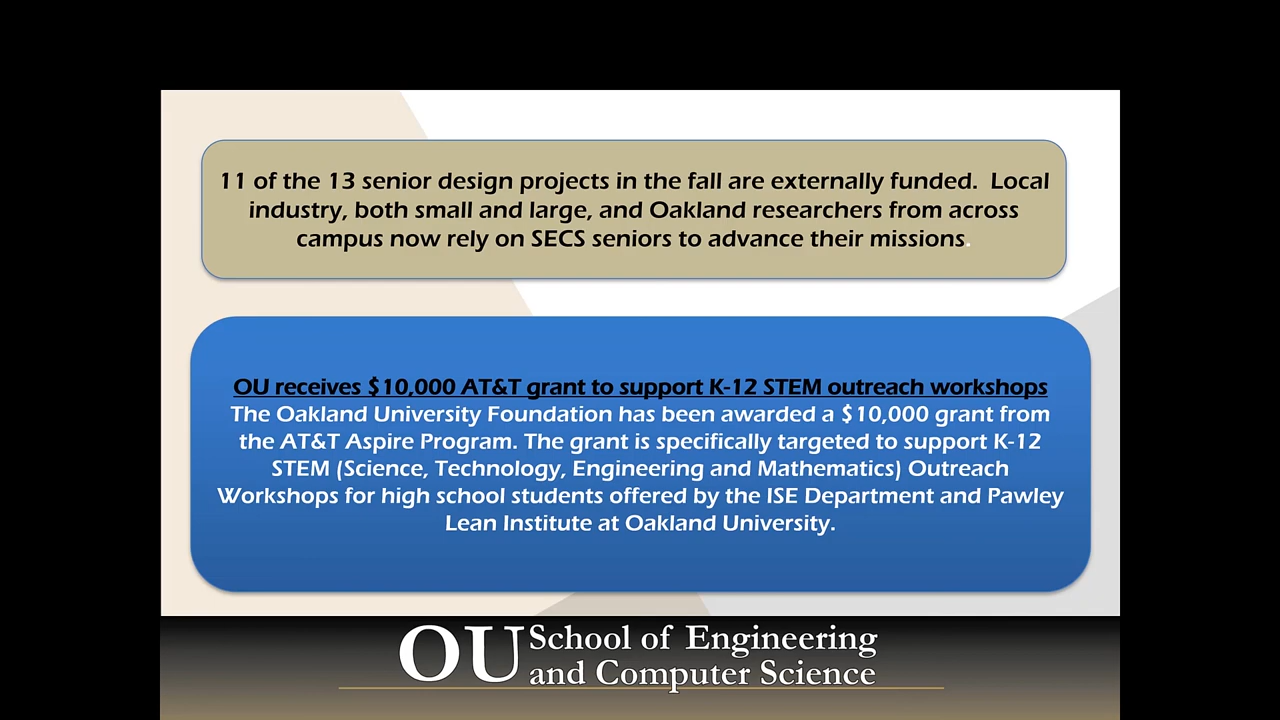 11 of the 13 senior design projects in the fall are externally funded.  Local
industry, both small and large, and Oakland researchers from across
campus now rely on SECS seniors to advance their missions.
OU receives $10,000 AT&T grant to support K-12 STEM outreach workshops
The Oakland University Foundation has been awarded a $10,000 grant from
the AT&T Aspire Program. The grant is specifically targeted to support K-12
STEM (Science, Technology, Engineering and Mathematics) Outreach
Workshops for high school students offered by the ISE Department and Pawley
Lean Institute at Oakland University.
OU School of Engineering
and Computer Science